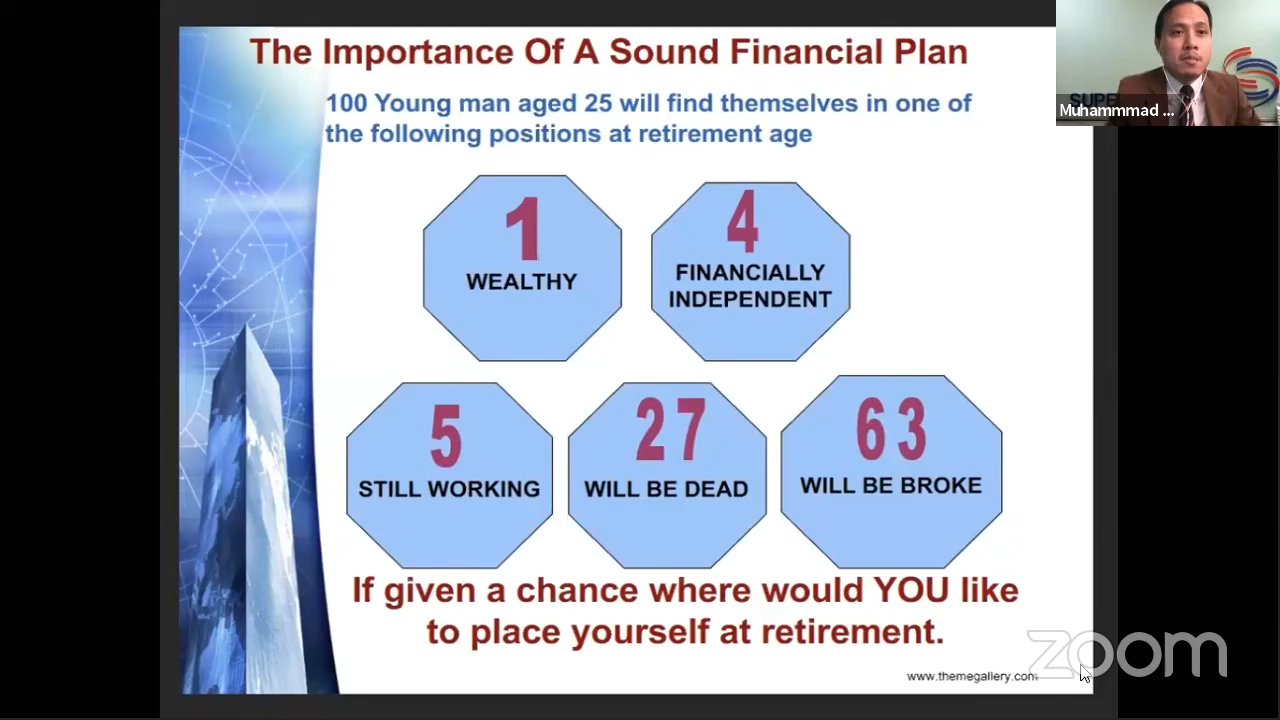 The Importance Of A Sound Financial Plan
100 Young man aged 25 will find themselves in one of
the following positions at retirement age
SUPE
Muhammmad ...
1
WEALTHY
4
FINANCIALLY
INDEPENDENT
5
STILL WORKING
27
WILL BE DEAD
63
WILL BE BROKE
If given a chance where would YOU like
to place yourself at retirement.
zoom
www.themegallery.com